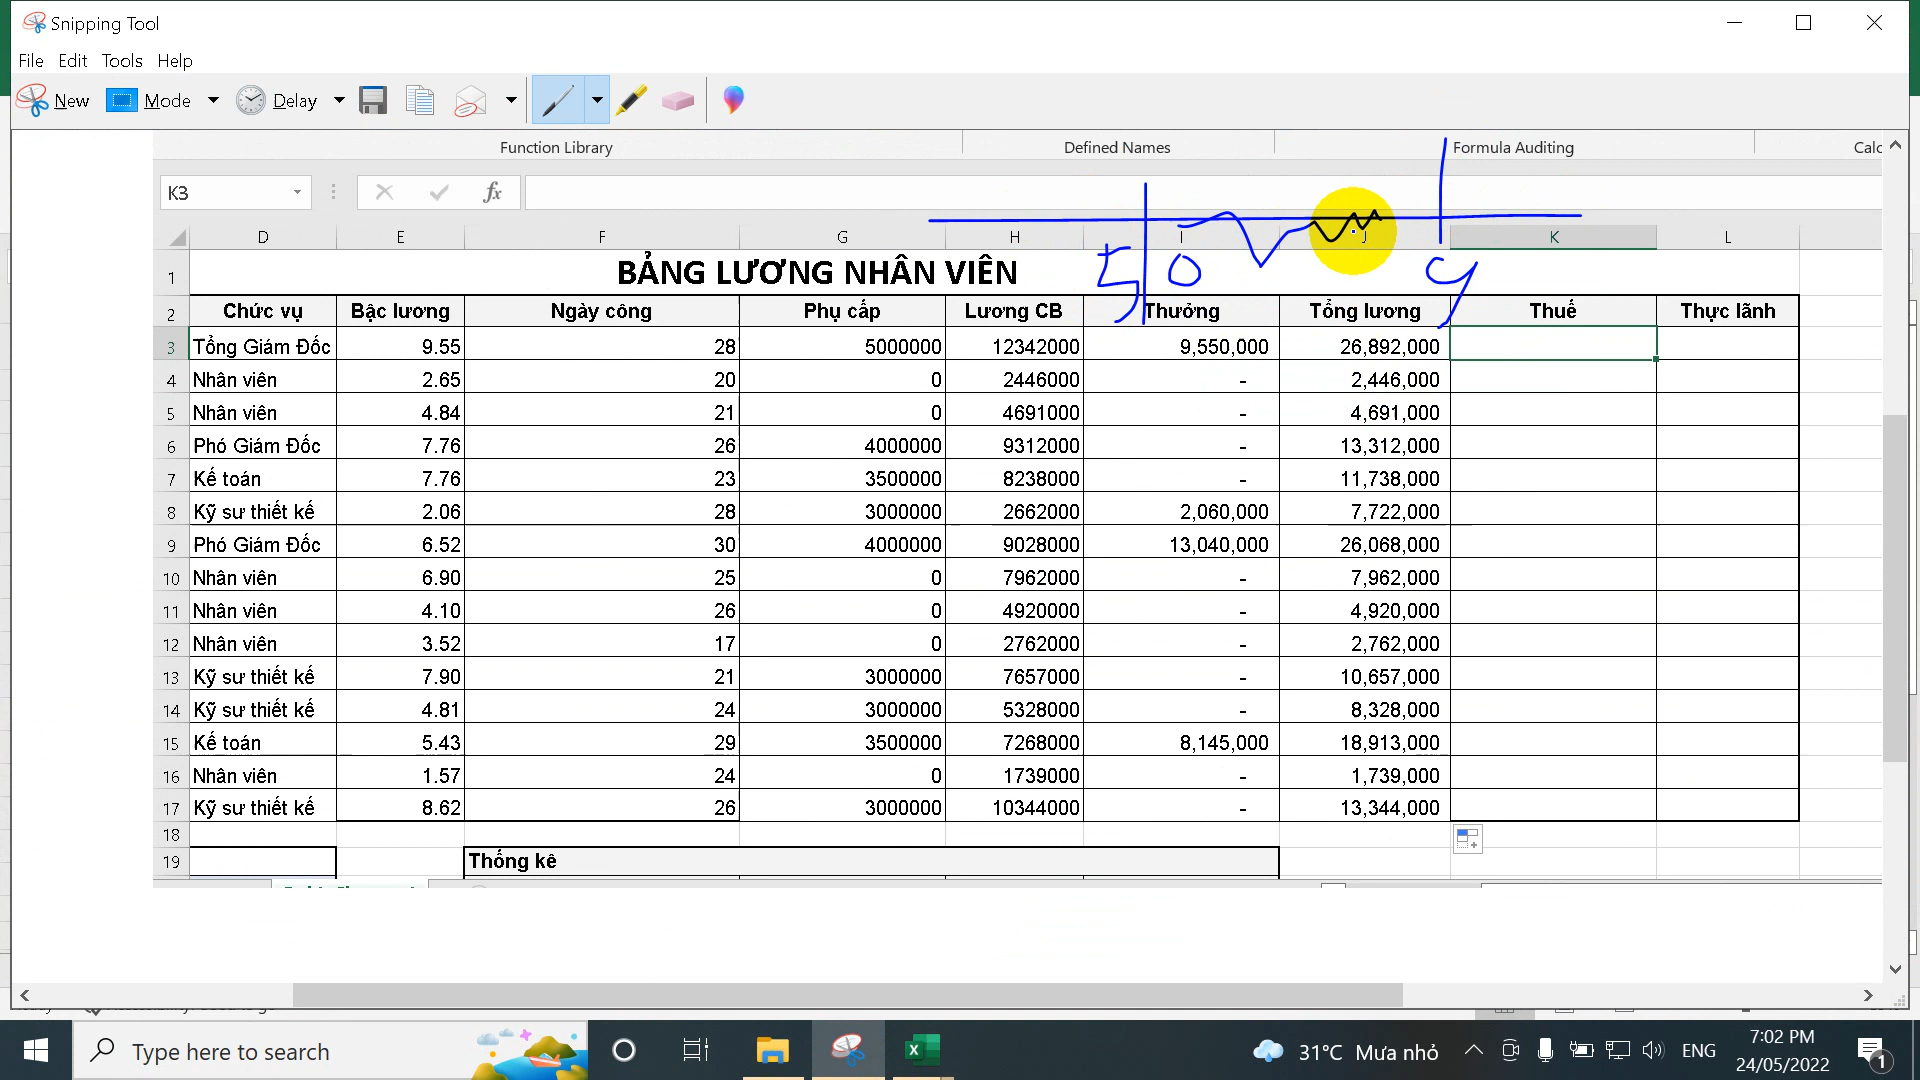 Snipping Tool
File Edit Tools Help
New Mode Delay
Function Library Defined Names Formula Auditing Calc
K3 fx
D E F G H I J K L
1 BẢNG LƯƠNG NHÂN VIÊN
5 0 9
2 Chức vụ Bậc lương Ngày công Phụ cấp Lương CB Thưởng Tổng lương Thuế Thực lãnh
3 Tổng Giám Đốc 9.55 28 5000000 12342000 9,550,000 26,892,000
4 Nhân viên 2.65 20 0 2446000 - 2,446,000
5 Nhân viên 4.84 21 0 4691000 - 4,691,000
6 Phó Giám Đốc 7.76 26 4000000 9312000 - 13,312,000
7 Kế toán 7.76 23 3500000 8238000 - 11,738,000
8 Kỹ sư thiết kế 2.06 28 3000000 2662000 2,060,000 7,722,000
9 Phó Giám Đốc 6.52 30 4000000 9028000 13,040,000 26,068,000
10 Nhân viên 6.90 25 0 7962000 - 7,962,000
11 Nhân viên 4.10 26 0 4920000 - 4,920,000
12 Nhân viên 3.52 17 0 2762000 - 2,762,000
13 Kỹ sư thiết kế 7.90 21 3000000 7657000 - 10,657,000
14 Kỹ sư thiết kế 4.81 24 3000000 5328000 - 8,328,000
15 Kế toán 5.43 29 3500000 7268000 8,145,000 18,913,000
16 Nhân viên 1.57 24 0 1739000 - 1,739,000
17 Kỹ sư thiết kế 8.62 26 3000000 10344000 - 13,344,000
18
19 Thống kê
Type here to search
31°C Mưa nhỏ ENG 7:02 PM
24/05/2022
1